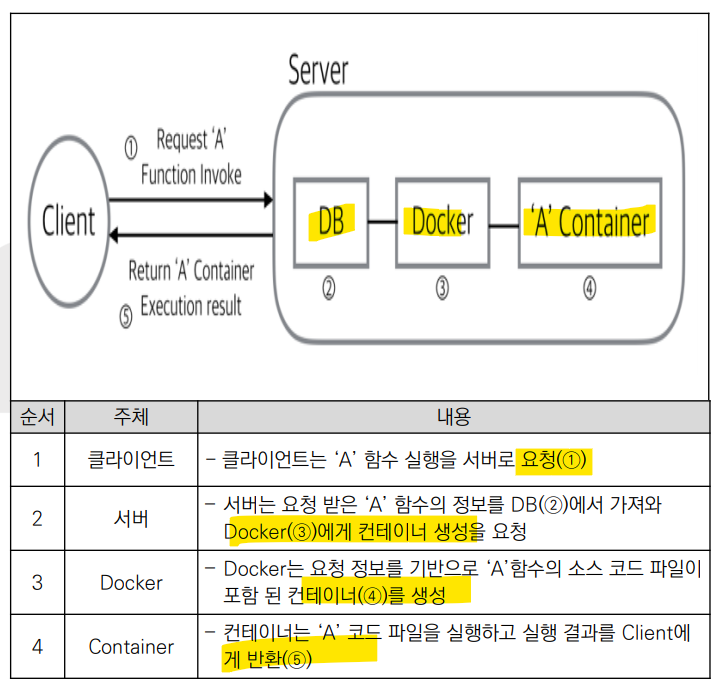 Server
① Request ‘A’
Function Invoke
Client
DB
Docker
‘A’ Container
②
③
④
Return ‘A’ Container
⑤ Execution result
순서 주체 내용
1 클라이언트 - 클라이언트는 ‘A’ 함수 실행을 서버로 요청(①)
2 서버 - 서버는 요청 받은 ‘A’ 함수의 정보를 DB(②)에서 가져와
Docker(③)에게 컨테이너 생성을 요청
3 Docker - Docker는 요청 정보를 기반으로 ‘A’함수의 소스 코드 파일이
포함 된 컨테이너(④)를 생성
4 Container - 컨테이너는 ‘A’ 코드 파일을 실행하고 실행 결과를 Client에
게 반환(⑤)